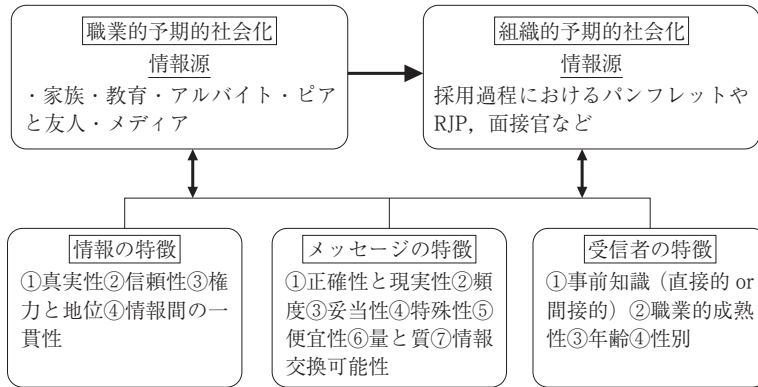 職業的予期的社会化
情報源
・家族・教育・アルバイト・ピア
と友人・メディア
組織的予期的社会化
情報源
採用過程におけるパンフレットや
RJP，面接官など
情報の特徴
①真実性②信頼性③権
力と地位④情報間の一
貫性
メッセージの特徴
①正確性と現実性②頻
度③妥当性④特殊性⑤
便宜性⑥量と質⑦情報
交換可能性
受信者の特徴
①事前知識（直接的 or
間接的）②職業的成熟
性③年齢④性別